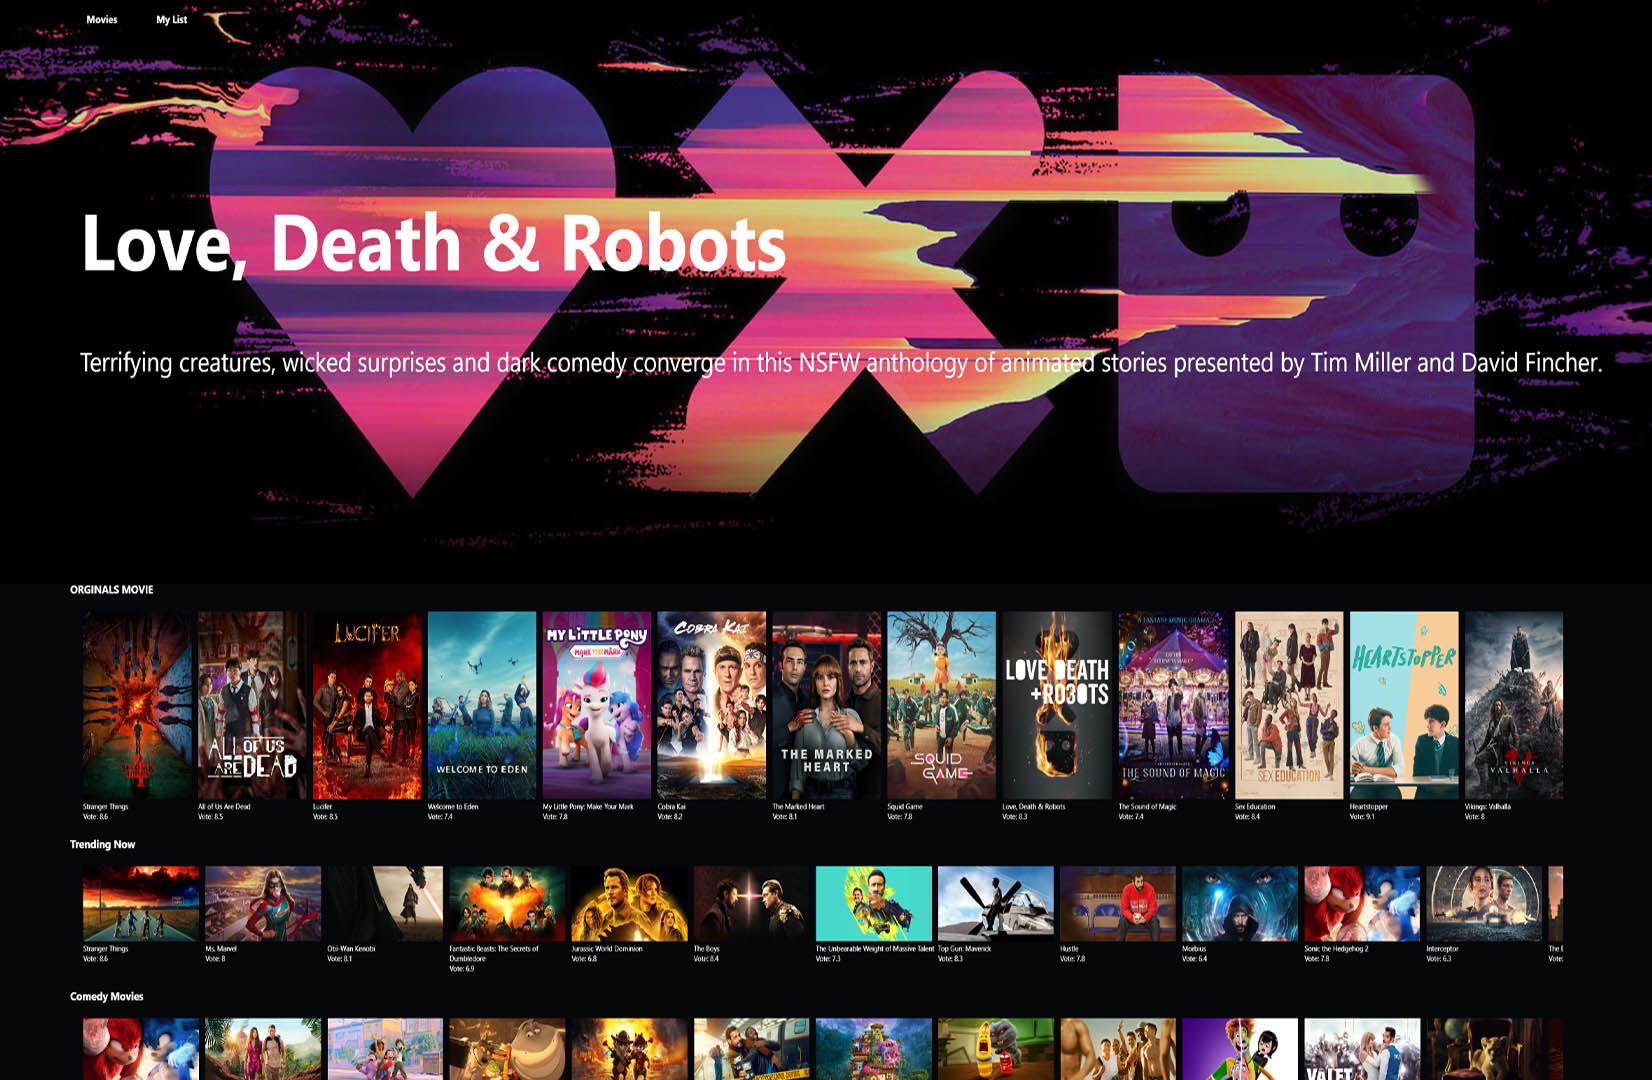 Movies My List
Love, Death & Robots
Terrifying creatures, wicked surprises and dark comedy converge in this NSFW anthology of animated stories presented by Tim Miller and David Fincher.
ORGINALS MOVIE
LUCIFER
MY LITTLE PONY
MAKE YOUR MARK
COBRA KAI
LOVE DEATH
+RO3OTS
A FANTASY MUSIC DRAMA
HEARTSTOPPER
ALL OF US
ARE DEAD
WELCOME TO EDEN
THE MARKED
HEART
SQUID
GAME
THE SOUND OF MAGIC
SEX EDUCATION
VIKINGS
VALHALLA
Stranger Things
Vote: 8.6
All of Us Are Dead
Vote: 8.5
Lucifer
Vote: 8.5
Welcome to Eden
Vote: 7.4
My Little Pony: Make Your Mark
Vote: 7.8
Cobra Kai
Vote: 8.2
The Marked Heart
Vote: 8.1
Squid Game
Vote: 7.8
Love, Death & Robots
Vote: 8.3
The Sound of Magic
Vote: 7.4
Sex Education
Vote: 8.4
Heartstopper
Vote: 9.1
Vikings: Valhalla
Vote: 8
Trending Now
Stranger Things
Vote: 8.6
Ms. Marvel
Vote: 8
Obi-Wan Kenobi
Vote: 8.1
Fantastic Beasts: The Secrets of
Dumbledore
Vote: 6.9
Jurassic World Dominion
Vote: 6.8
The Boys
Vote: 8.4
The Unbearable Weight of Massive Talent
Vote: 7.3
Top Gun: Maverick
Vote: 8.3
Hustle
Vote: 7.8
Morbius
Vote: 6.4
Sonic the Hedgehog 2
Vote: 7.8
Interceptor
Vote: 6.3
The
Vote:
Comedy Movies
VALET